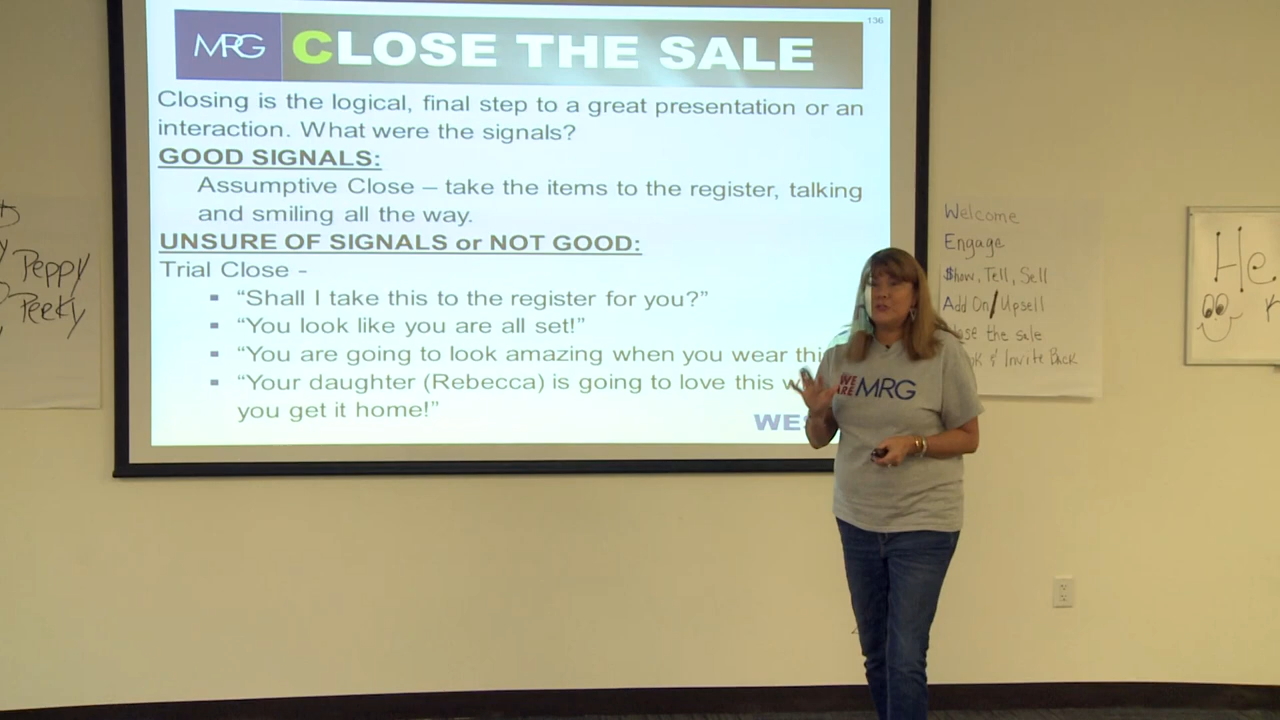 136
MRG CLOSE THE SALE
Closing is the logical, final step to a great presentation or an
interaction. What were the signals?
GOOD SIGNALS:
Assumptive Close – take the items to the register, talking
and smiling all the way.
UNSURE OF SIGNALS or NOT GOOD:
Trial Close -
▪ "Shall I take this to the register for you?"
▪ "You look like you are all set!"
▪ "You are going to look amazing when you wear thi
▪ "Your daughter (Rebecca) is going to love this w
you get it home!"
WES
Peppy
Peeky
Welcome
Engage
Show, Tell, Sell
Add On/Upsell
ose the sale
k & Invite Back
He
WE
ARE MRG